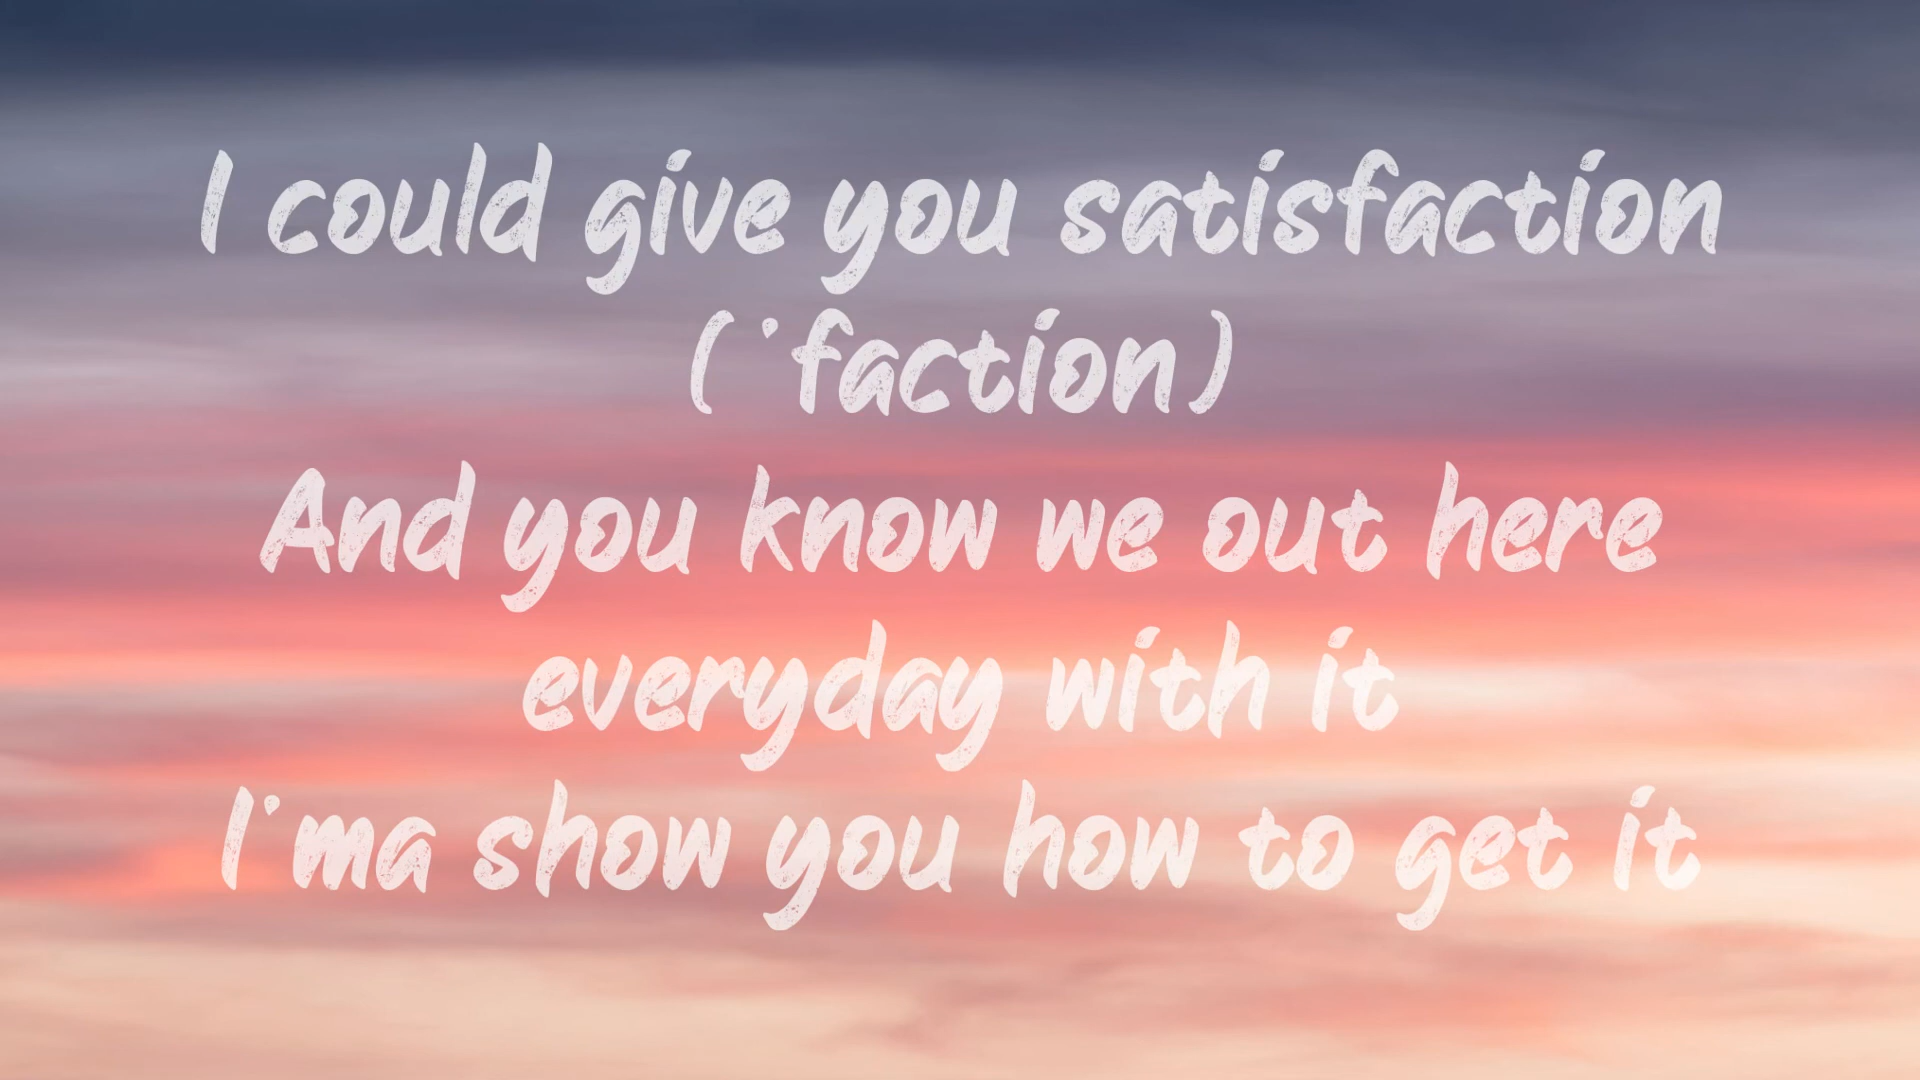 I could give you satisfaction
('faction)
And you know we out here
everyday with it
I'ma show you how to get it